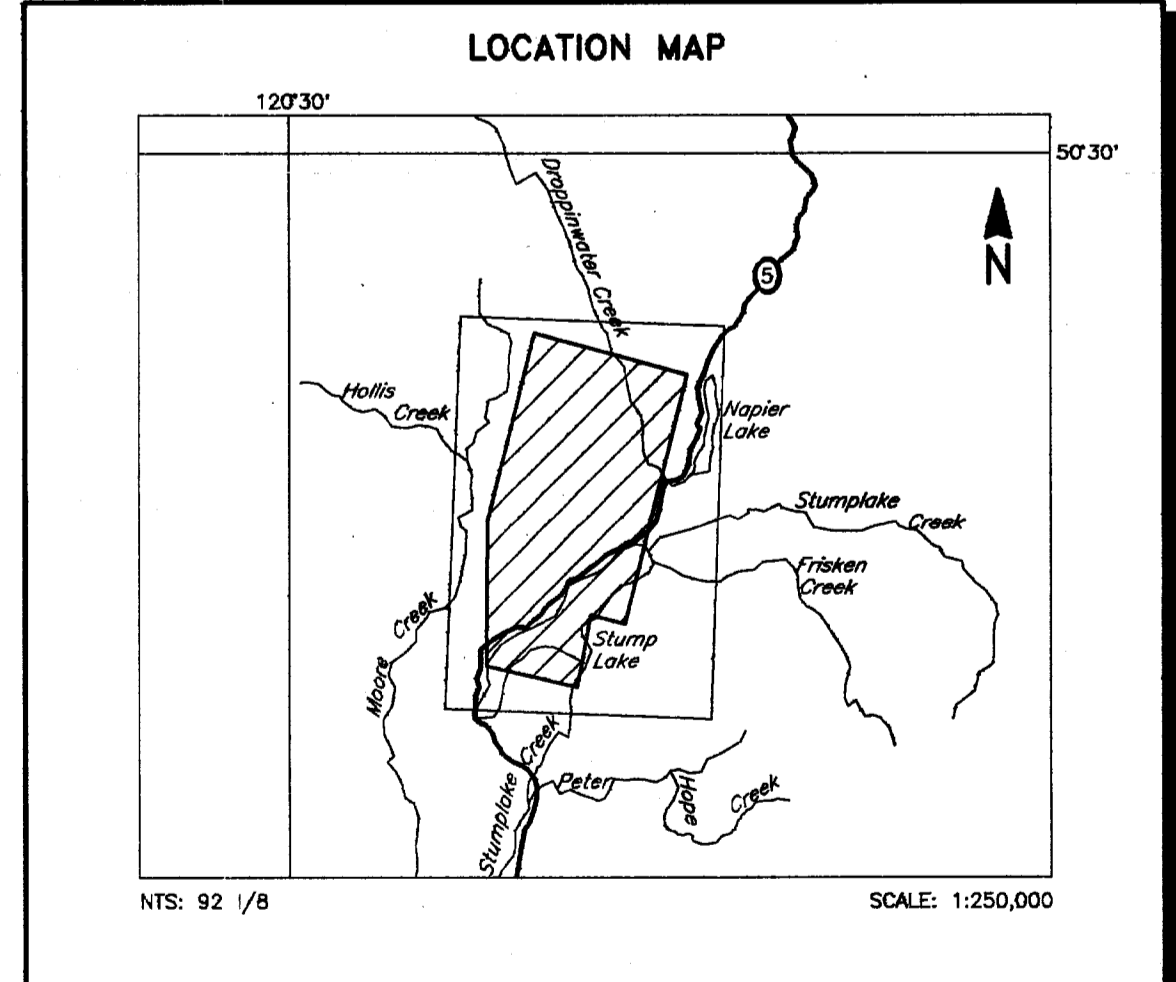 LOCATION MAP
120°30'
50°30'
N
5
Droppinwater Creek
Hollis
Creek
Napier
Lake
Stumplake
Creek
Frisken
Creek
Moore Creek
Stump
Lake
Stumplake Creek
Peter
Hope
Creek
NTS: 92 I/8
SCALE: 1:250,000